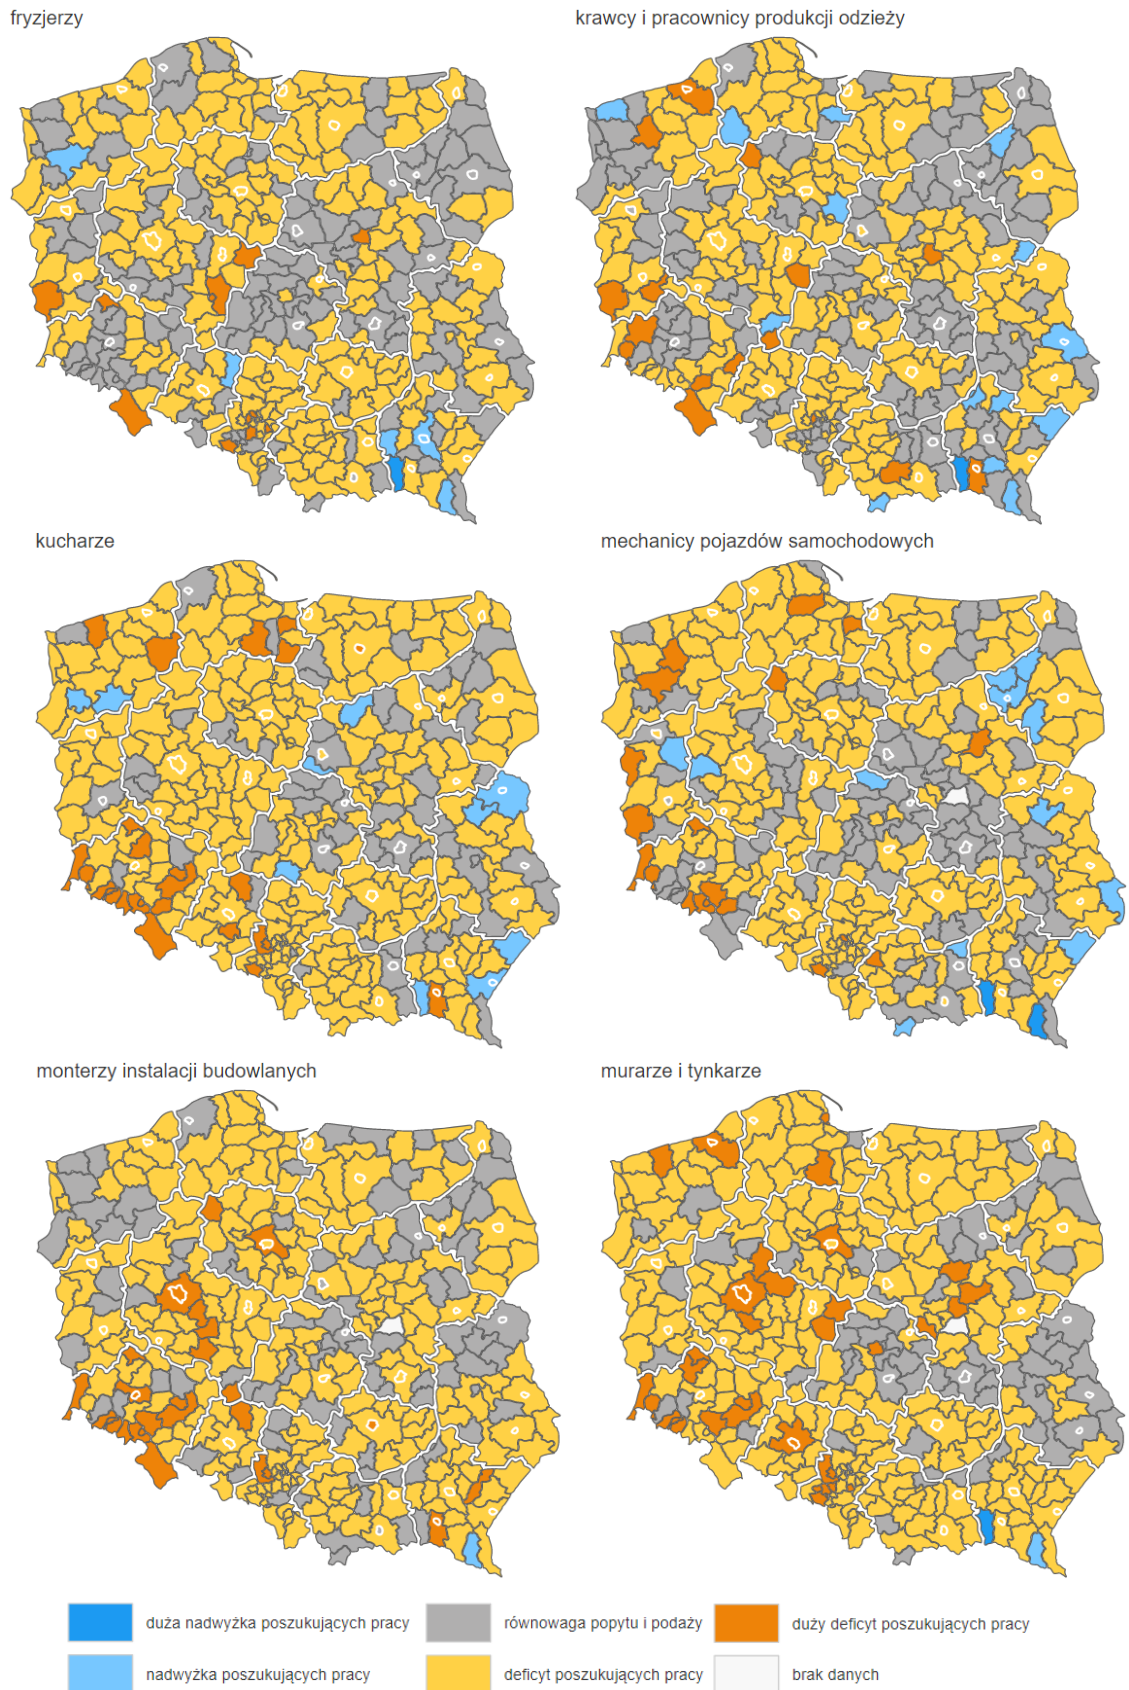 fryzjerzy
krawcy i pracownicy produkcji odzieży
kucharze
mechanicy pojazdów samochodowych
monterzy instalacji budowlanych
murarze i tynkarze
duża nadwyżka poszukujących pracy
równowaga popytu i podaży
duży deficyt poszukujących pracy
nadwyżka poszukujących pracy
deficyt poszukujących pracy
brak danych